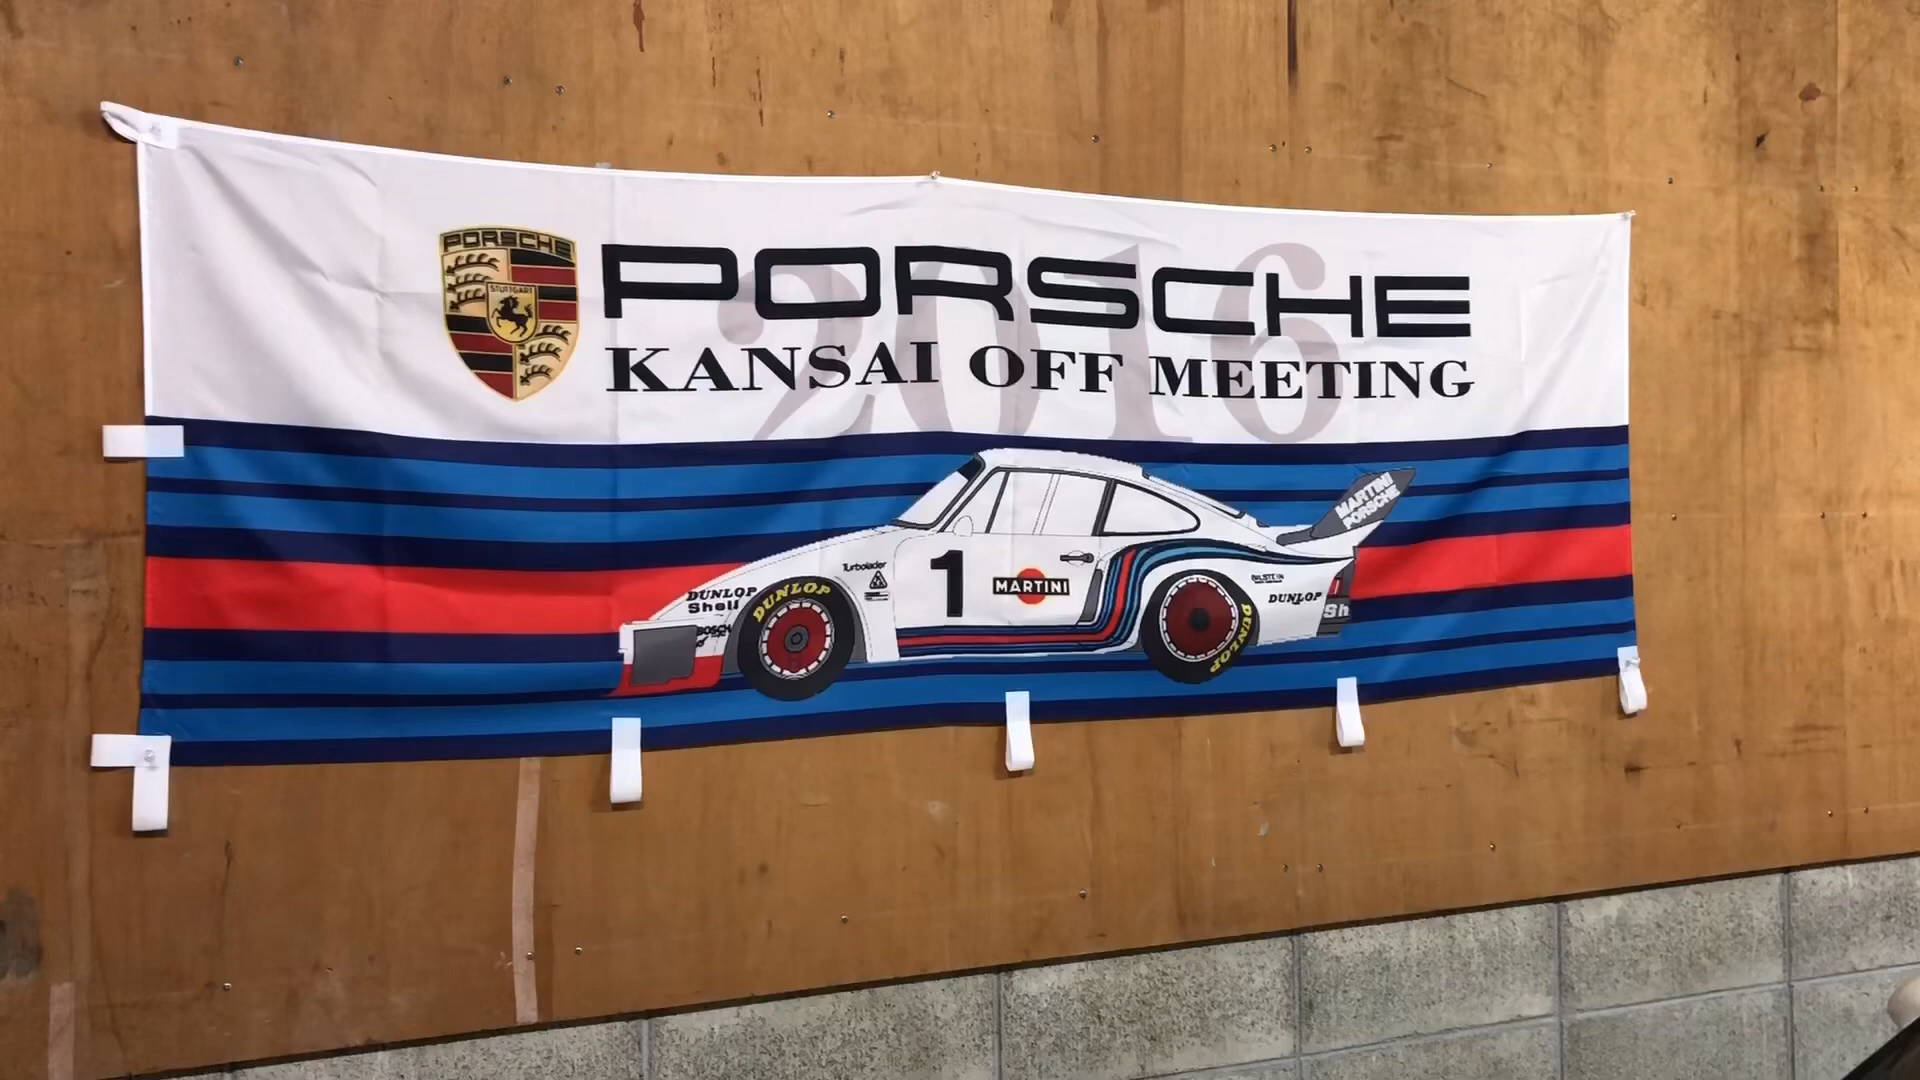 PORSCHE
STUTTGART
PORSCHE
2016
KANSAI OFF MEETING
MARTINI
PORSCHE
Turbolader
1
MARTINI
DUNLOP
Shell
BOSCH
DUNLOP
BILSTEIN
DUNLOP
Sh
DUNLOP